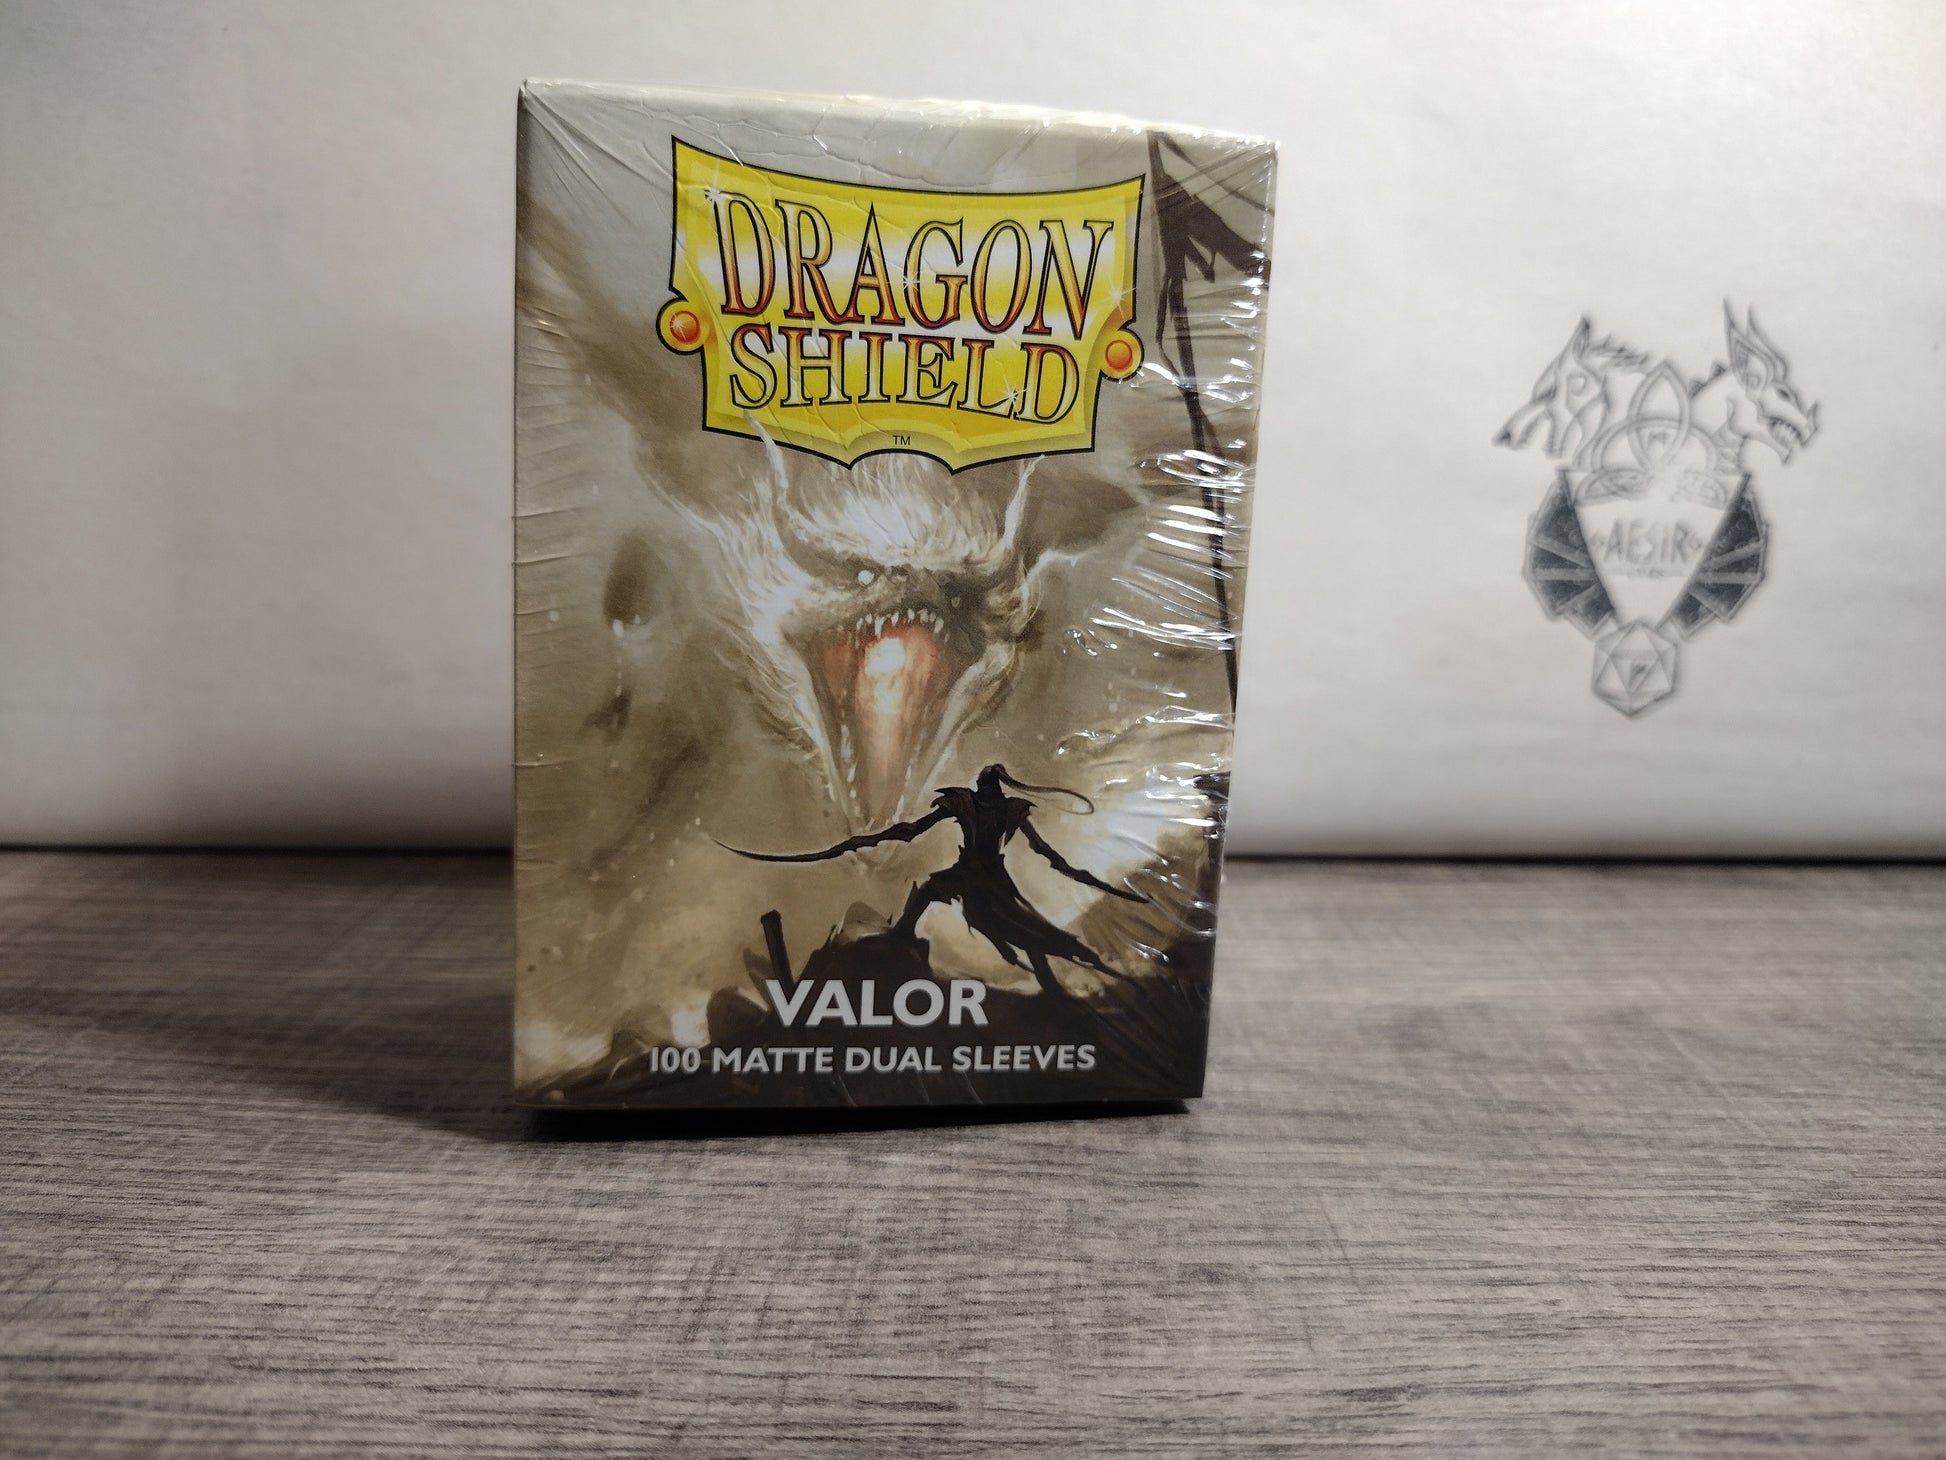 DRAGON
SHIELD
TM
VALOR
100 MATTE DUAL SLEEVES
AESIR